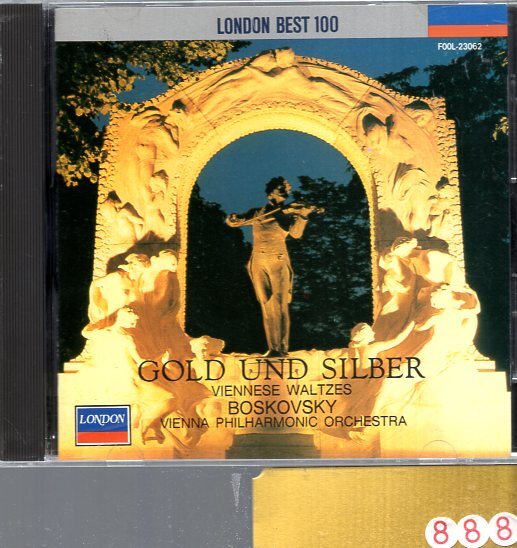 LONDON BEST 100
F00L-23062
GOLD UND SILBER
VIENNESE WALTZES
BOSKOVSKY
VIENNA PHILHARMONIC ORCHESTRA
LONDON
888